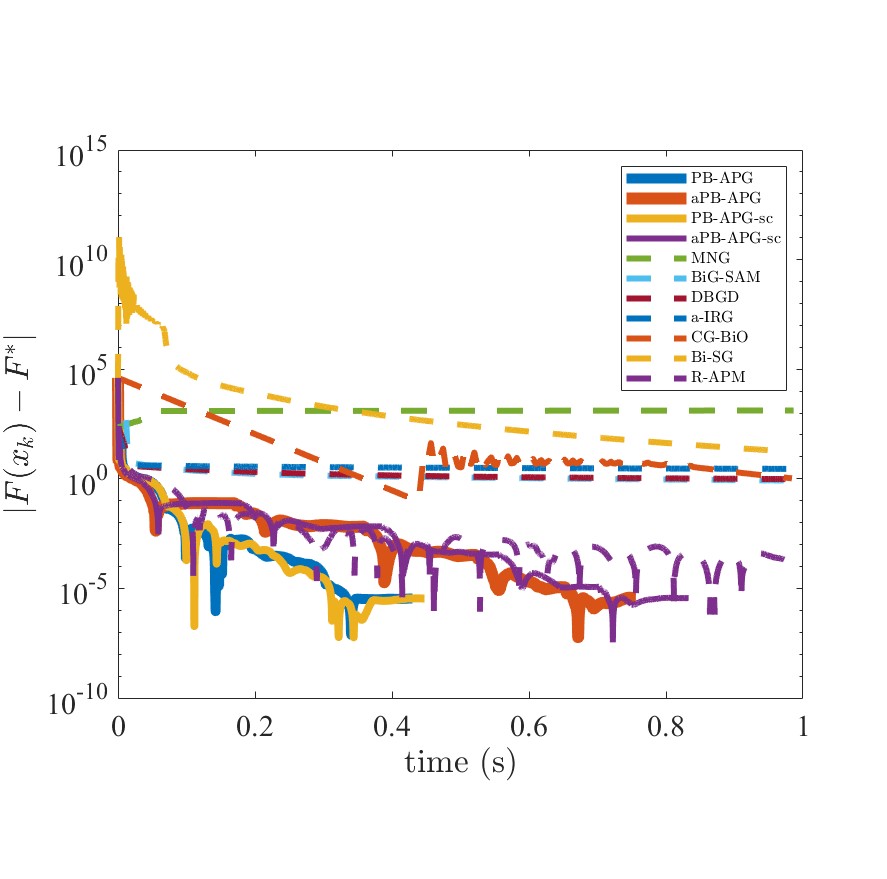 10^15
10^10
10^5
10^0
10^-5
10^-10
|F(x_k) − F*|
0 0.2 0.4 0.6 0.8 1
time (s)
PB-APG
aPB-APG
PB-APG-sc
aPB-APG-sc
MNG
BiG-SAM
DBGD
a-IRG
CG-BiO
Bi-SG
R-APM